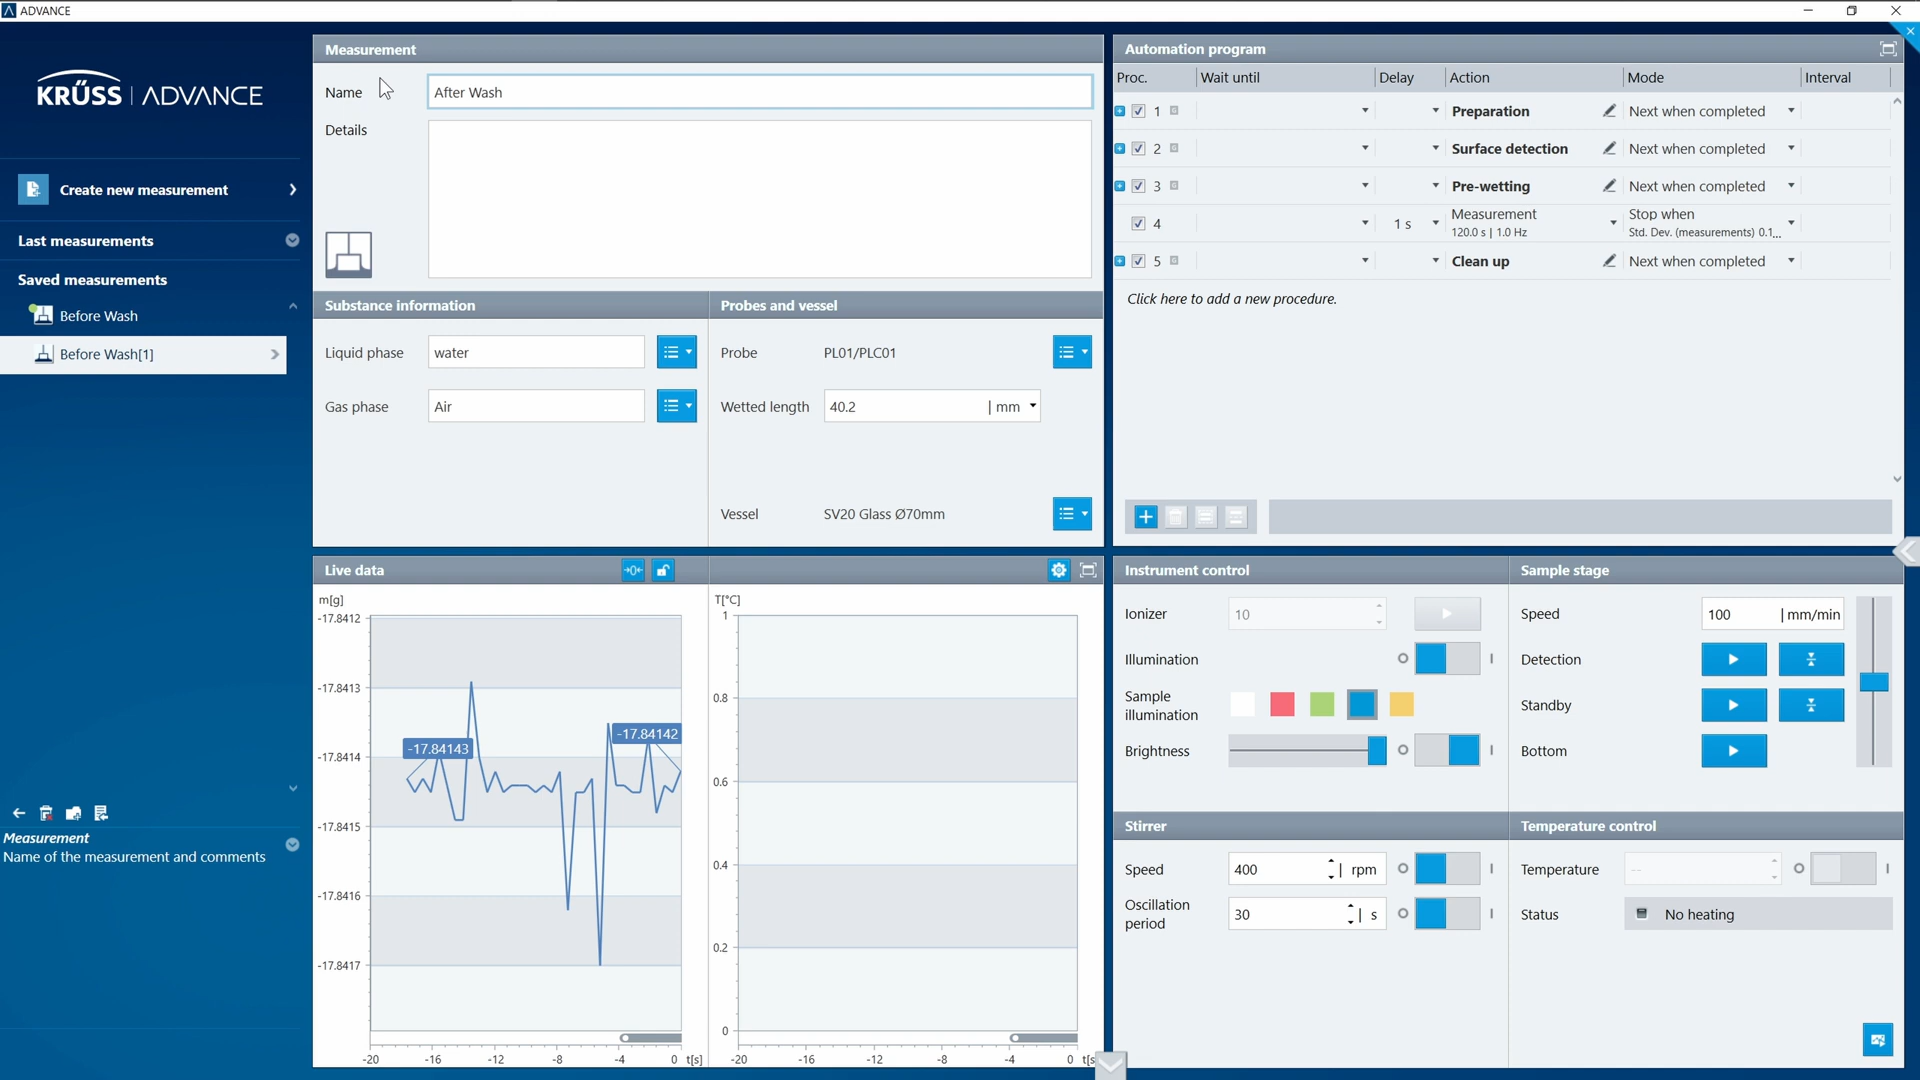 ADVANCE
KRÜSS | ADVANCE
Create new measurement
Last measurements
Saved measurements
Before Wash
Before Wash[1]
Measurement
Name of the measurement and comments
Measurement
Name
After Wash
Details
Substance information
Liquid phase
water
Gas phase
Air
Probes and vessel
Probe
PL01/PLC01
Wetted length
40.2 | mm
Vessel
SV20 Glass Ø70mm
Automation program
Proc. Wait until Delay Action Mode Interval
1 Preparation Next when completed
2 Surface detection Next when completed
3 Pre-wetting Next when completed
4 1 s Measurement Stop when
120.0 s | 1.0 Hz Std. Dev. (measurements) 0.1...
5 Clean up Next when completed
Click here to add a new procedure.
Live data
m[g]
-17.8412
-17.8413
-17.8414
-17.8415
-17.8416
-17.8417
-17.84143
-17.84142
-20 -16 -12 -8 -4 0 t[s]
T[°C]
1
0.8
0.6
0.4
0.2
0
-20 -16 -12 -8 -4 0 t[s
Instrument control
Ionizer
10
Illumination
Sample
illumination
Brightness
Sample stage
Speed
100 | mm/min
Detection
Standby
Bottom
Stirrer
Speed
400 | rpm
Oscillation
period
30 | s
Temperature control
Temperature
--
Status
No heating